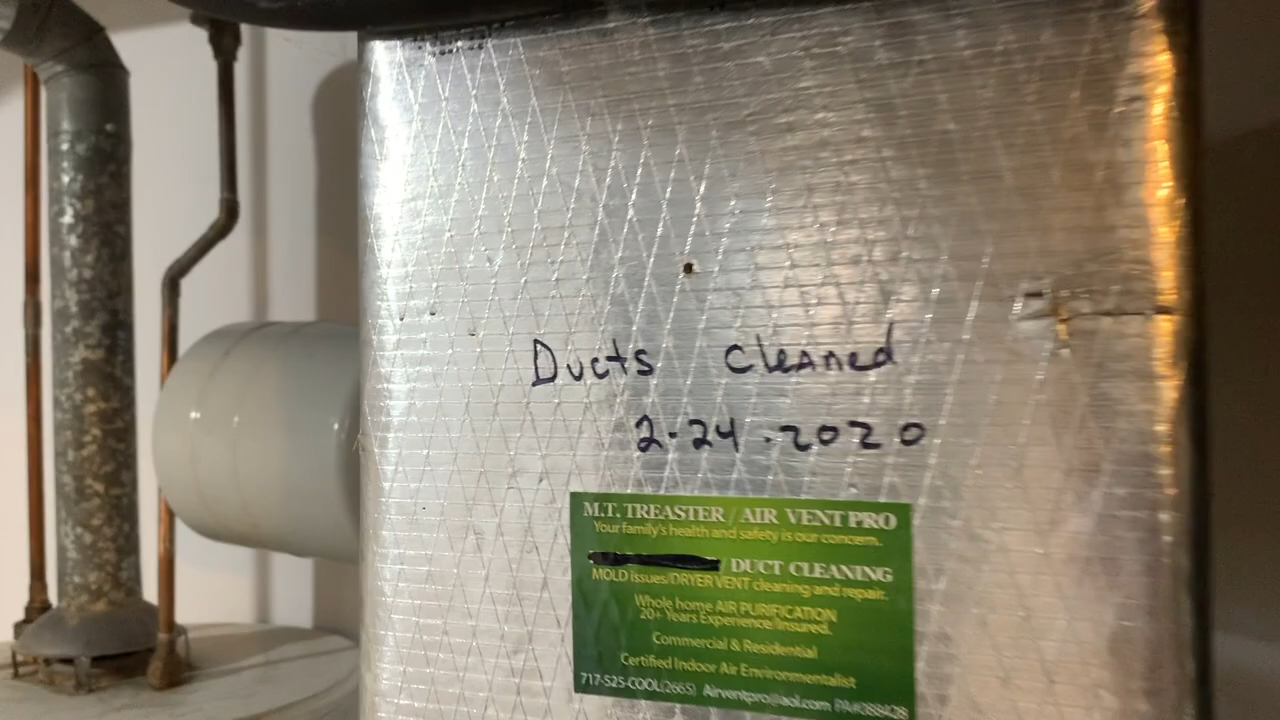 Ducts Cleaned
2-24-2020
M.T. TREASTER / AIR VENT PRO
Your family's health and safety is our concern.
/ DUCT CLEANING
MOLD issues/DRYER VENT cleaning and repair.
Whole home AIR PURIFICATION
20+ Years Experience Insured.
Commercial & Residential
Certified Indoor Air Environmentalist
717-525-COOL(2665) Airventpro@aol.com PA#088428